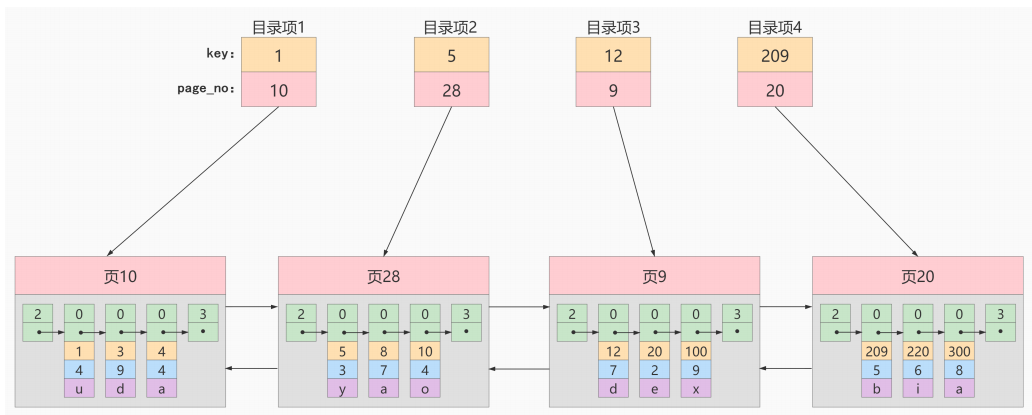 目录项1 目录项2 目录项3 目录项4
key: 1 5 12 209
page_no: 10 28 9 20
页10 页28 页9 页20
2 0 0 0 3 2 0 0 0 3 2 0 0 0 3 2 0 0 0 3
1 3 4 5 8 10 12 20 100 209 220 300
4 9 4 3 7 4 7 2 9 5 6 8
u d a y a o d e x b i a